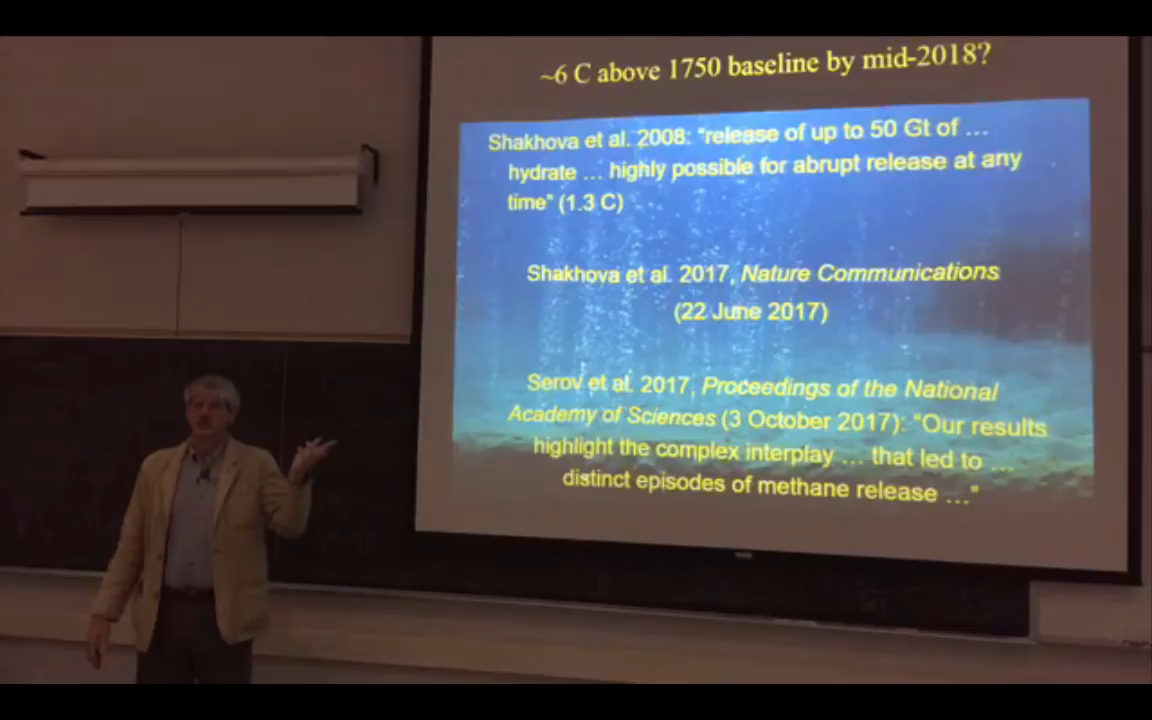 ~6 C above 1750 baseline by mid-2018?
Shakhova et al. 2008: "release of up to 50 Gt of ...
hydrate ... highly possible for abrupt release at any
time" (1.3 C)
Shakhova et al. 2017, Nature Communications
(22 June 2017)
Serov et al. 2017, Proceedings of the National
Academy of Sciences (3 October 2017): "Our results
highlight the complex interplay ... that led to ...
distinct episodes of methane release ..."